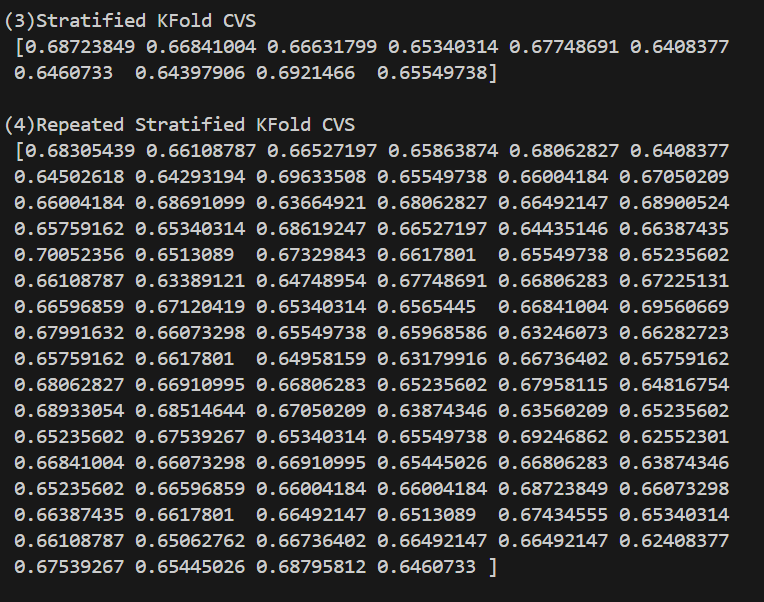 (3)Stratified KFold CVS
[0.68723849 0.66841004 0.66631799 0.65340314 0.67748691 0.6408377
0.6460733  0.64397906 0.6921466  0.65549738]
(4)Repeated Stratified KFold CVS
[0.68305439 0.66108787 0.66527197 0.65863874 0.68062827 0.6408377
0.64502618 0.64293194 0.69633508 0.65549738 0.66004184 0.67050209
0.66004184 0.68691099 0.63664921 0.68062827 0.66492147 0.68900524
0.65759162 0.65340314 0.68619247 0.66527197 0.64435146 0.66387435
0.70052356 0.6513089  0.67329843 0.6617801  0.65549738 0.65235602
0.66108787 0.63389121 0.64748954 0.67748691 0.66806283 0.67225131
0.66596859 0.67120419 0.65340314 0.6565445  0.66841004 0.69560669
0.67991632 0.66073298 0.65549738 0.65968586 0.63246073 0.66282723
0.65759162 0.6617801  0.64958159 0.63179916 0.66736402 0.65759162
0.68062827 0.66910995 0.66806283 0.65235602 0.67958115 0.64816754
0.68933054 0.68514644 0.67050209 0.63874346 0.63560209 0.65235602
0.65235602 0.67539267 0.65340314 0.65549738 0.69246862 0.62552301
0.66841004 0.66073298 0.66910995 0.65445026 0.66806283 0.63874346
0.65235602 0.66596859 0.66004184 0.66004184 0.68723849 0.66073298
0.66387435 0.6617801  0.66492147 0.6513089  0.67434555 0.65340314
0.66108787 0.65062762 0.66736402 0.66492147 0.66492147 0.62408377
0.67539267 0.65445026 0.68795812 0.6460733 ]